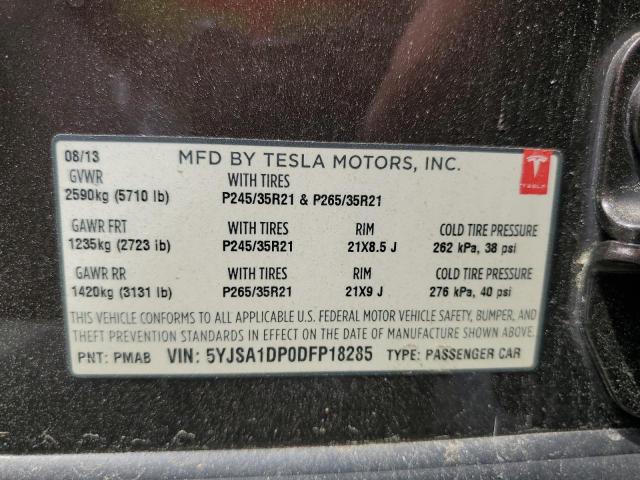 08/13 MFD BY TESLA MOTORS, INC.
GVWR WITH TIRES
2590kg (5710 lb) P245/35R21 & P265/35R21
TESLA
GAWR FRT WITH TIRES RIM COLD TIRE PRESSURE
1235kg (2723 lb) P245/35R21 21X8.5 J 262 kPa, 38 psi
GAWR RR WITH TIRES RIM COLD TIRE PRESSURE
1420kg (3131 lb) P265/35R21 21X9 J 276 kPa, 40 psi
THIS VEHICLE CONFORMS TO ALL APPLICABLE U.S. FEDERAL MOTOR VEHICLE SAFETY, BUMPER, AND
THEFT PREVENTION STANDARDS IN EFFECT ON THE DATE OF MANUFACTURE SHOWN ABOVE.
PNT: PMAB VIN: 5YJSA1DP0DFP18285 TYPE: PASSENGER CAR